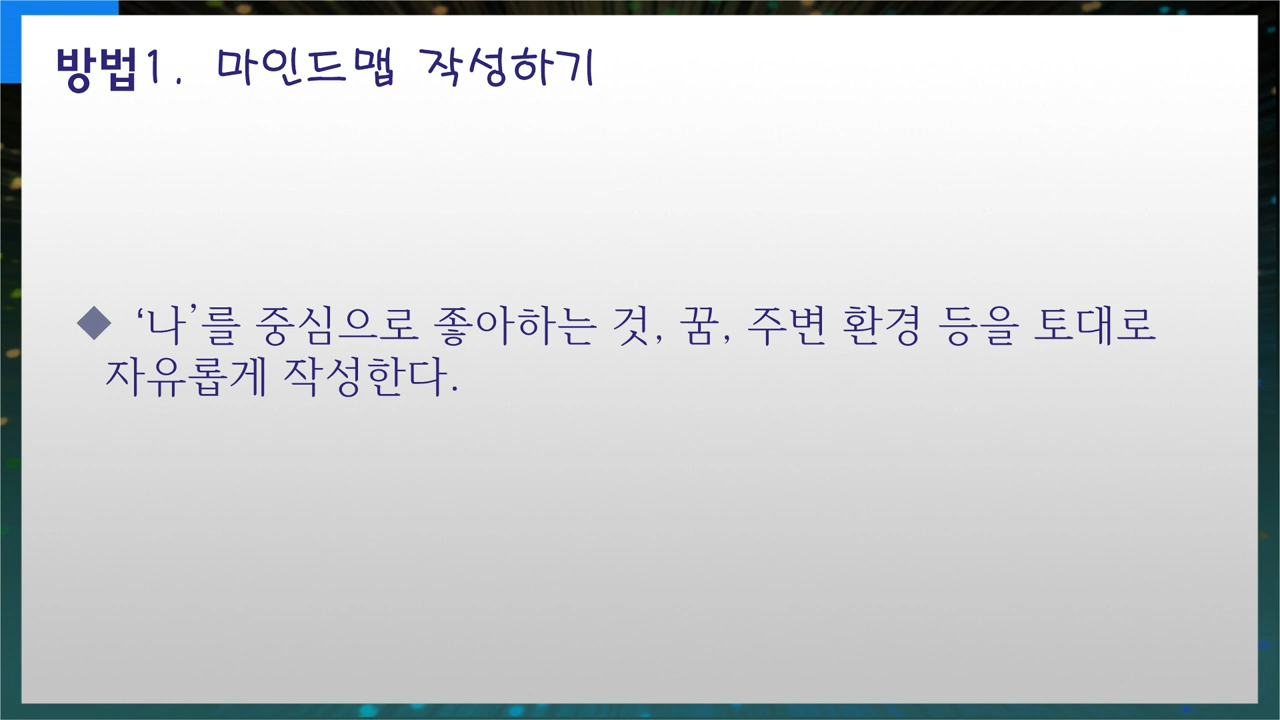 방법1. 마인드맵 작성하기
◆ ‘나’를 중심으로 좋아하는 것, 꿈, 주변 환경 등을 토대로
자유롭게 작성한다.